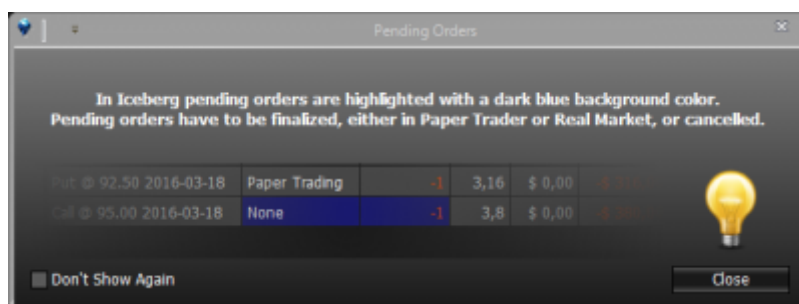 Pending Orders
In Iceberg pending orders are highlighted with a dark blue background color.
Pending orders have to be finalized, either in Paper Trader or Real Market, or cancelled.
Put @ 92.50 2016-03-18 Paper Trading -1 3,16 $ 0,00
Call @ 95.00 2016-03-18 None -1 3,8 $ 0,00
Don't Show Again
Close